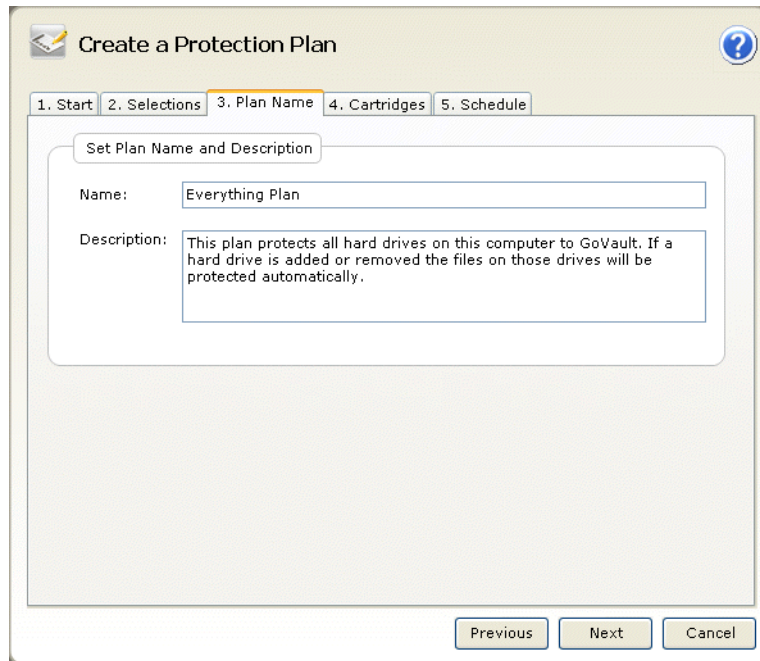 Create a Protection Plan
?
1. Start 2. Selections 3. Plan Name 4. Cartridges 5. Schedule
Set Plan Name and Description
Name: Everything Plan
Description: This plan protects all hard drives on this computer to GoVault. If a
hard drive is added or removed the files on those drives will be
protected automatically.
Previous Next Cancel